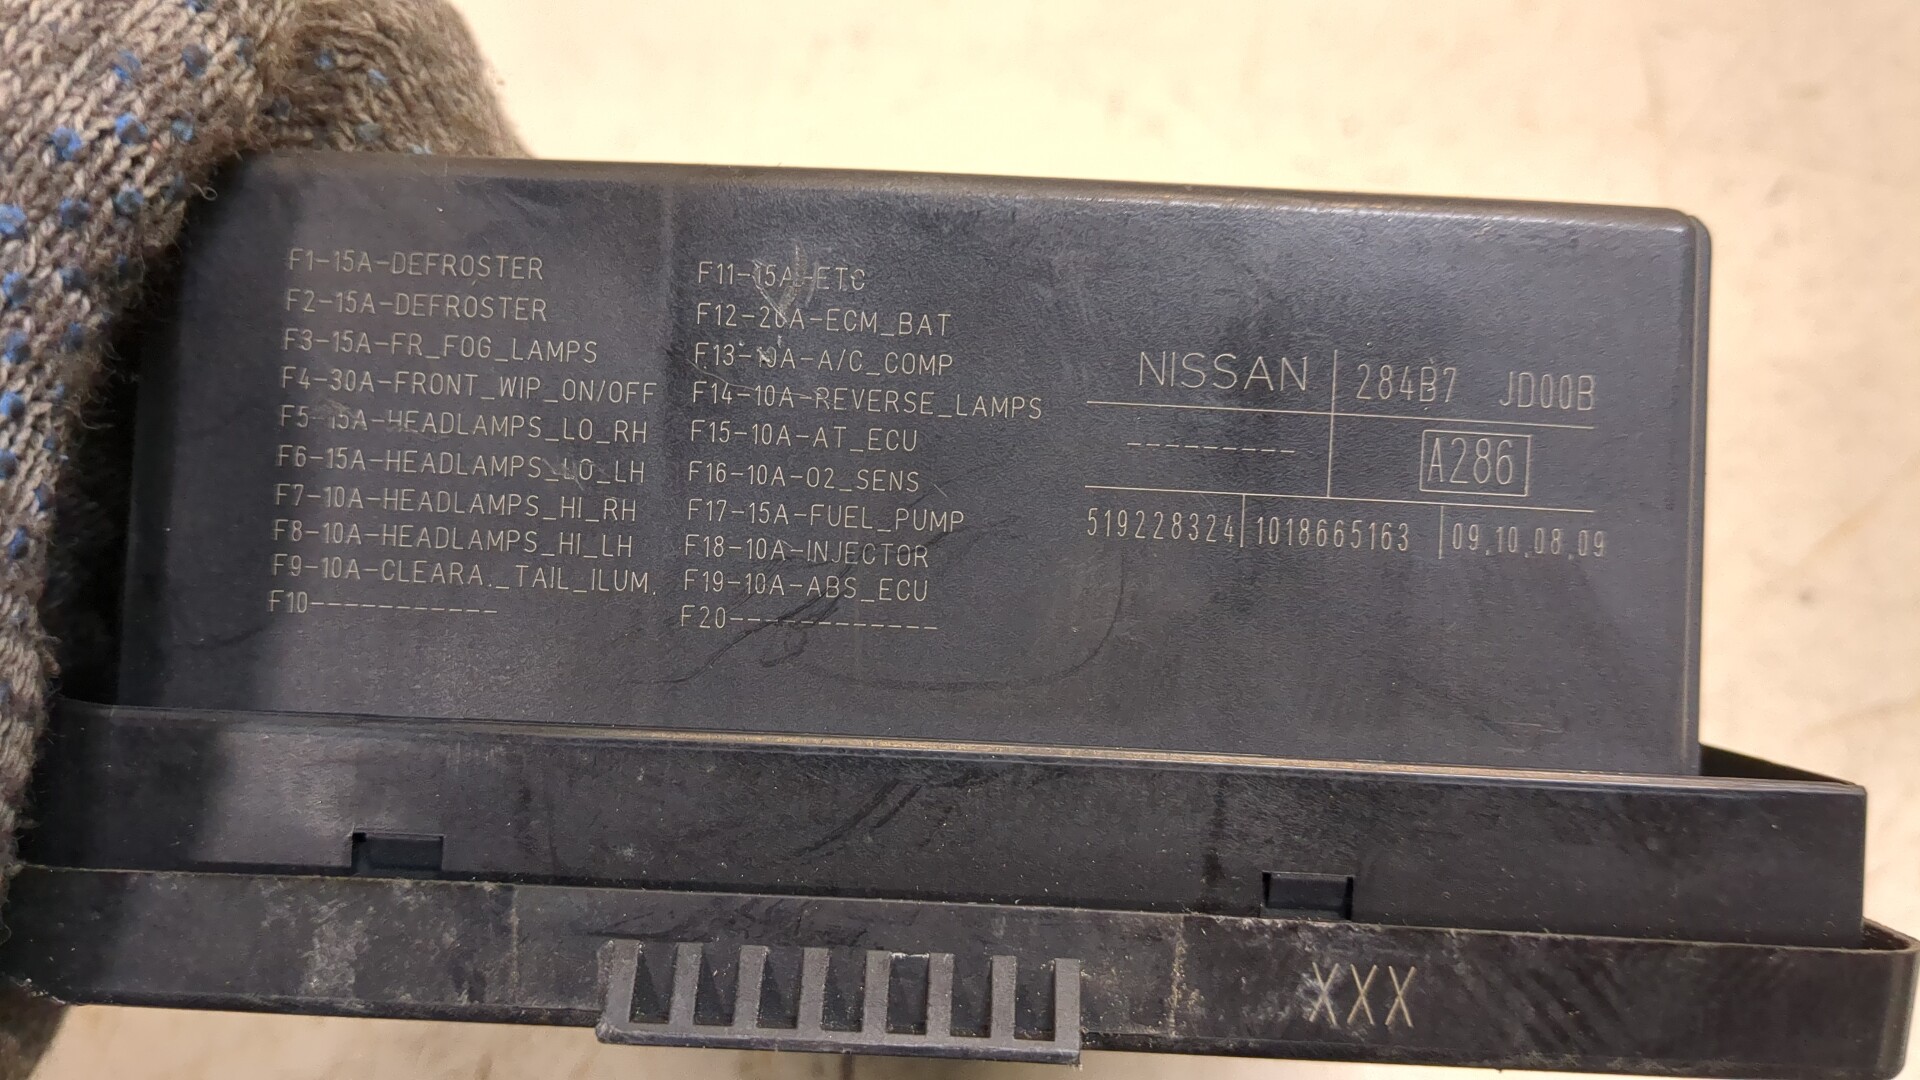 F1-15A-DEFROSTER
F2-15A-DEFROSTER
F3-15A-FR_FOG_LAMPS
F4-30A-FRONT_WIP_ON/OFF
F5-15A-HEADLAMPS_LO_RH
F6-15A-HEADLAMPS_LO_LH
F7-10A-HEADLAMPS_HI_RH
F8-10A-HEADLAMPS_HI_LH
F9-10A-CLEARA._TAIL_ILUM.
F10-----------
F11-15A-ETC
F12-20A-ECM_BAT
F13-10A-A/C_COMP
F14-10A-REVERSE_LAMPS
F15-10A-AT_ECU
F16-10A-O2_SENS
F17-15A-FUEL_PUMP
F18-10A-INJECTOR
F19-10A-ABS_ECU
F20------------
NISSAN 284B7 JD00B
--------- A286
519228324 1018665163 09.10.08.09
XXX